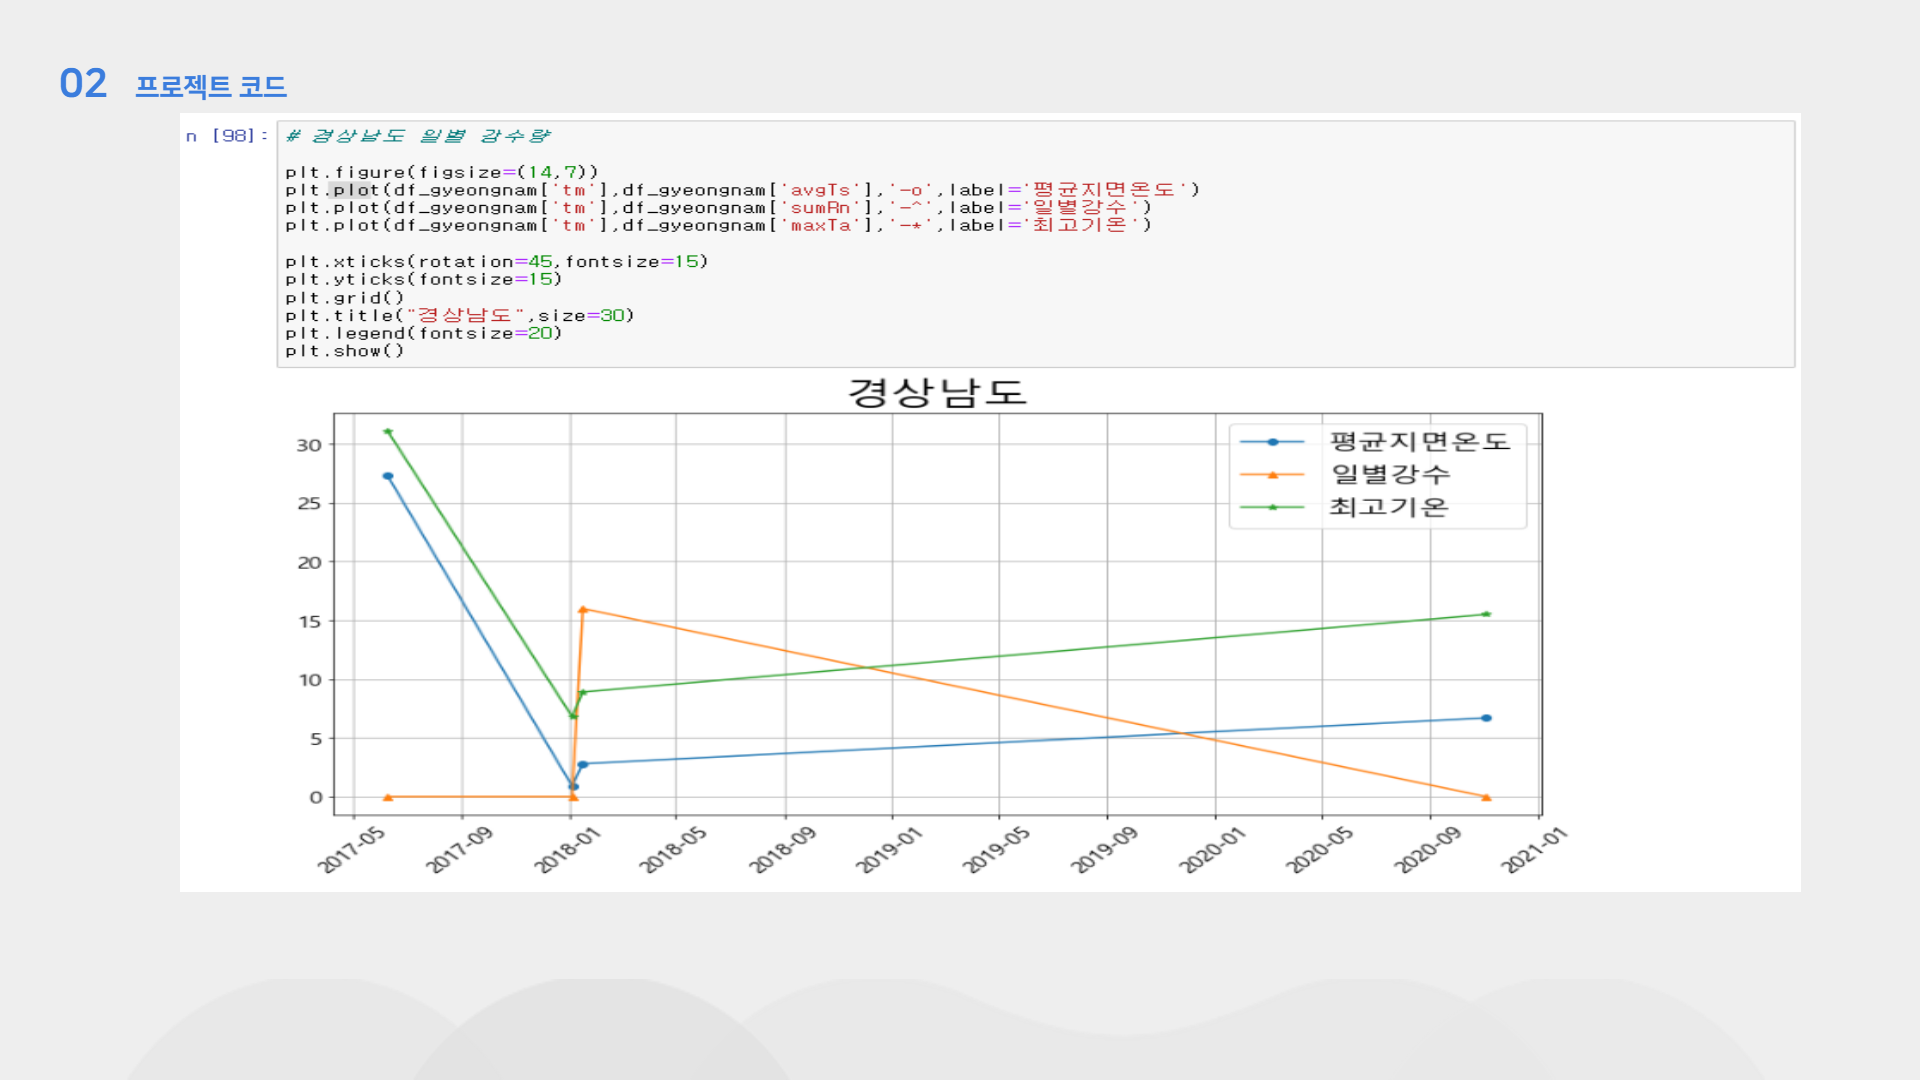 02 프로젝트 코드
n [98]:
# 경상남도 일별 강수량
plt.figure(figsize=(14,7))
plt.plot(df_gyeongnam['tm'],df_gyeongnam['avgTs'],'-o',label='평균지면온도')
plt.plot(df_gyeongnam['tm'],df_gyeongnam['sumRn'],'-^',label='일별강수')
plt.plot(df_gyeongnam['tm'],df_gyeongnam['maxTa'],'-*',label='최고기온')
plt.xticks(rotation=45,fontsize=15)
plt.yticks(fontsize=15)
plt.grid()
plt.title("경상남도",size=30)
plt.legend(fontsize=20)
plt.show()
경상남도
평균지면온도
일별강수
최고기온
30
25
20
15
10
5
0
2017-05 2017-09 2018-01 2018-05 2018-09 2019-01 2019-05 2019-09 2020-01 2020-05 2020-09 2021-01